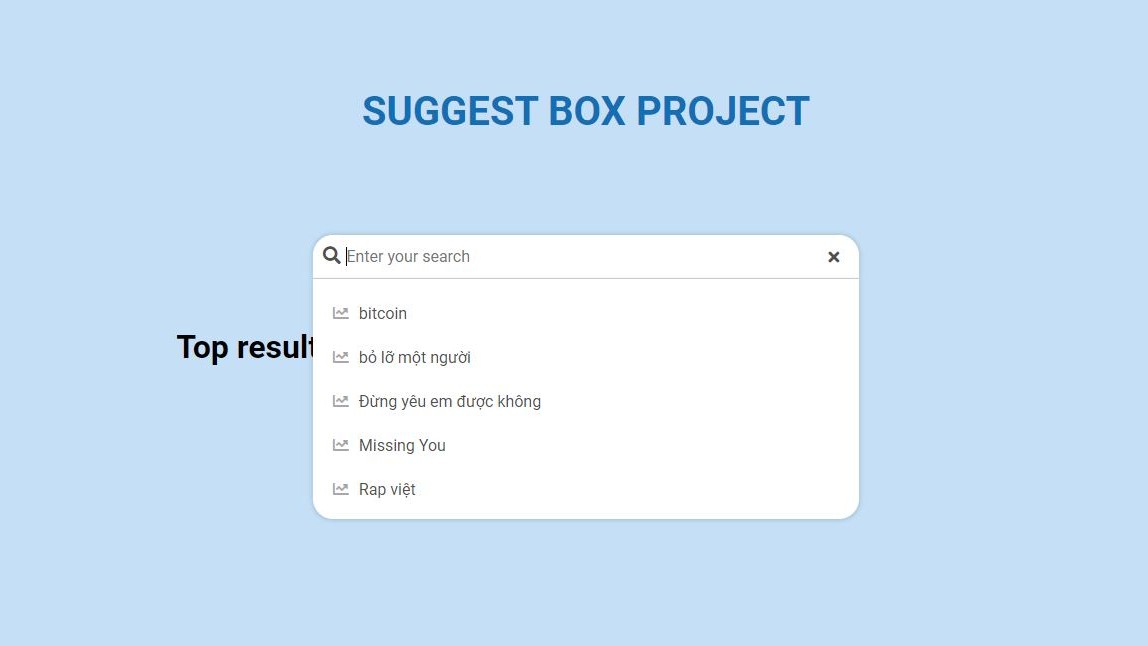 SUGGEST BOX PROJECT
Enter your search
bitcoin
Top result
bỏ lỡ một người
Đừng yêu em được không
Missing You
Rap việt